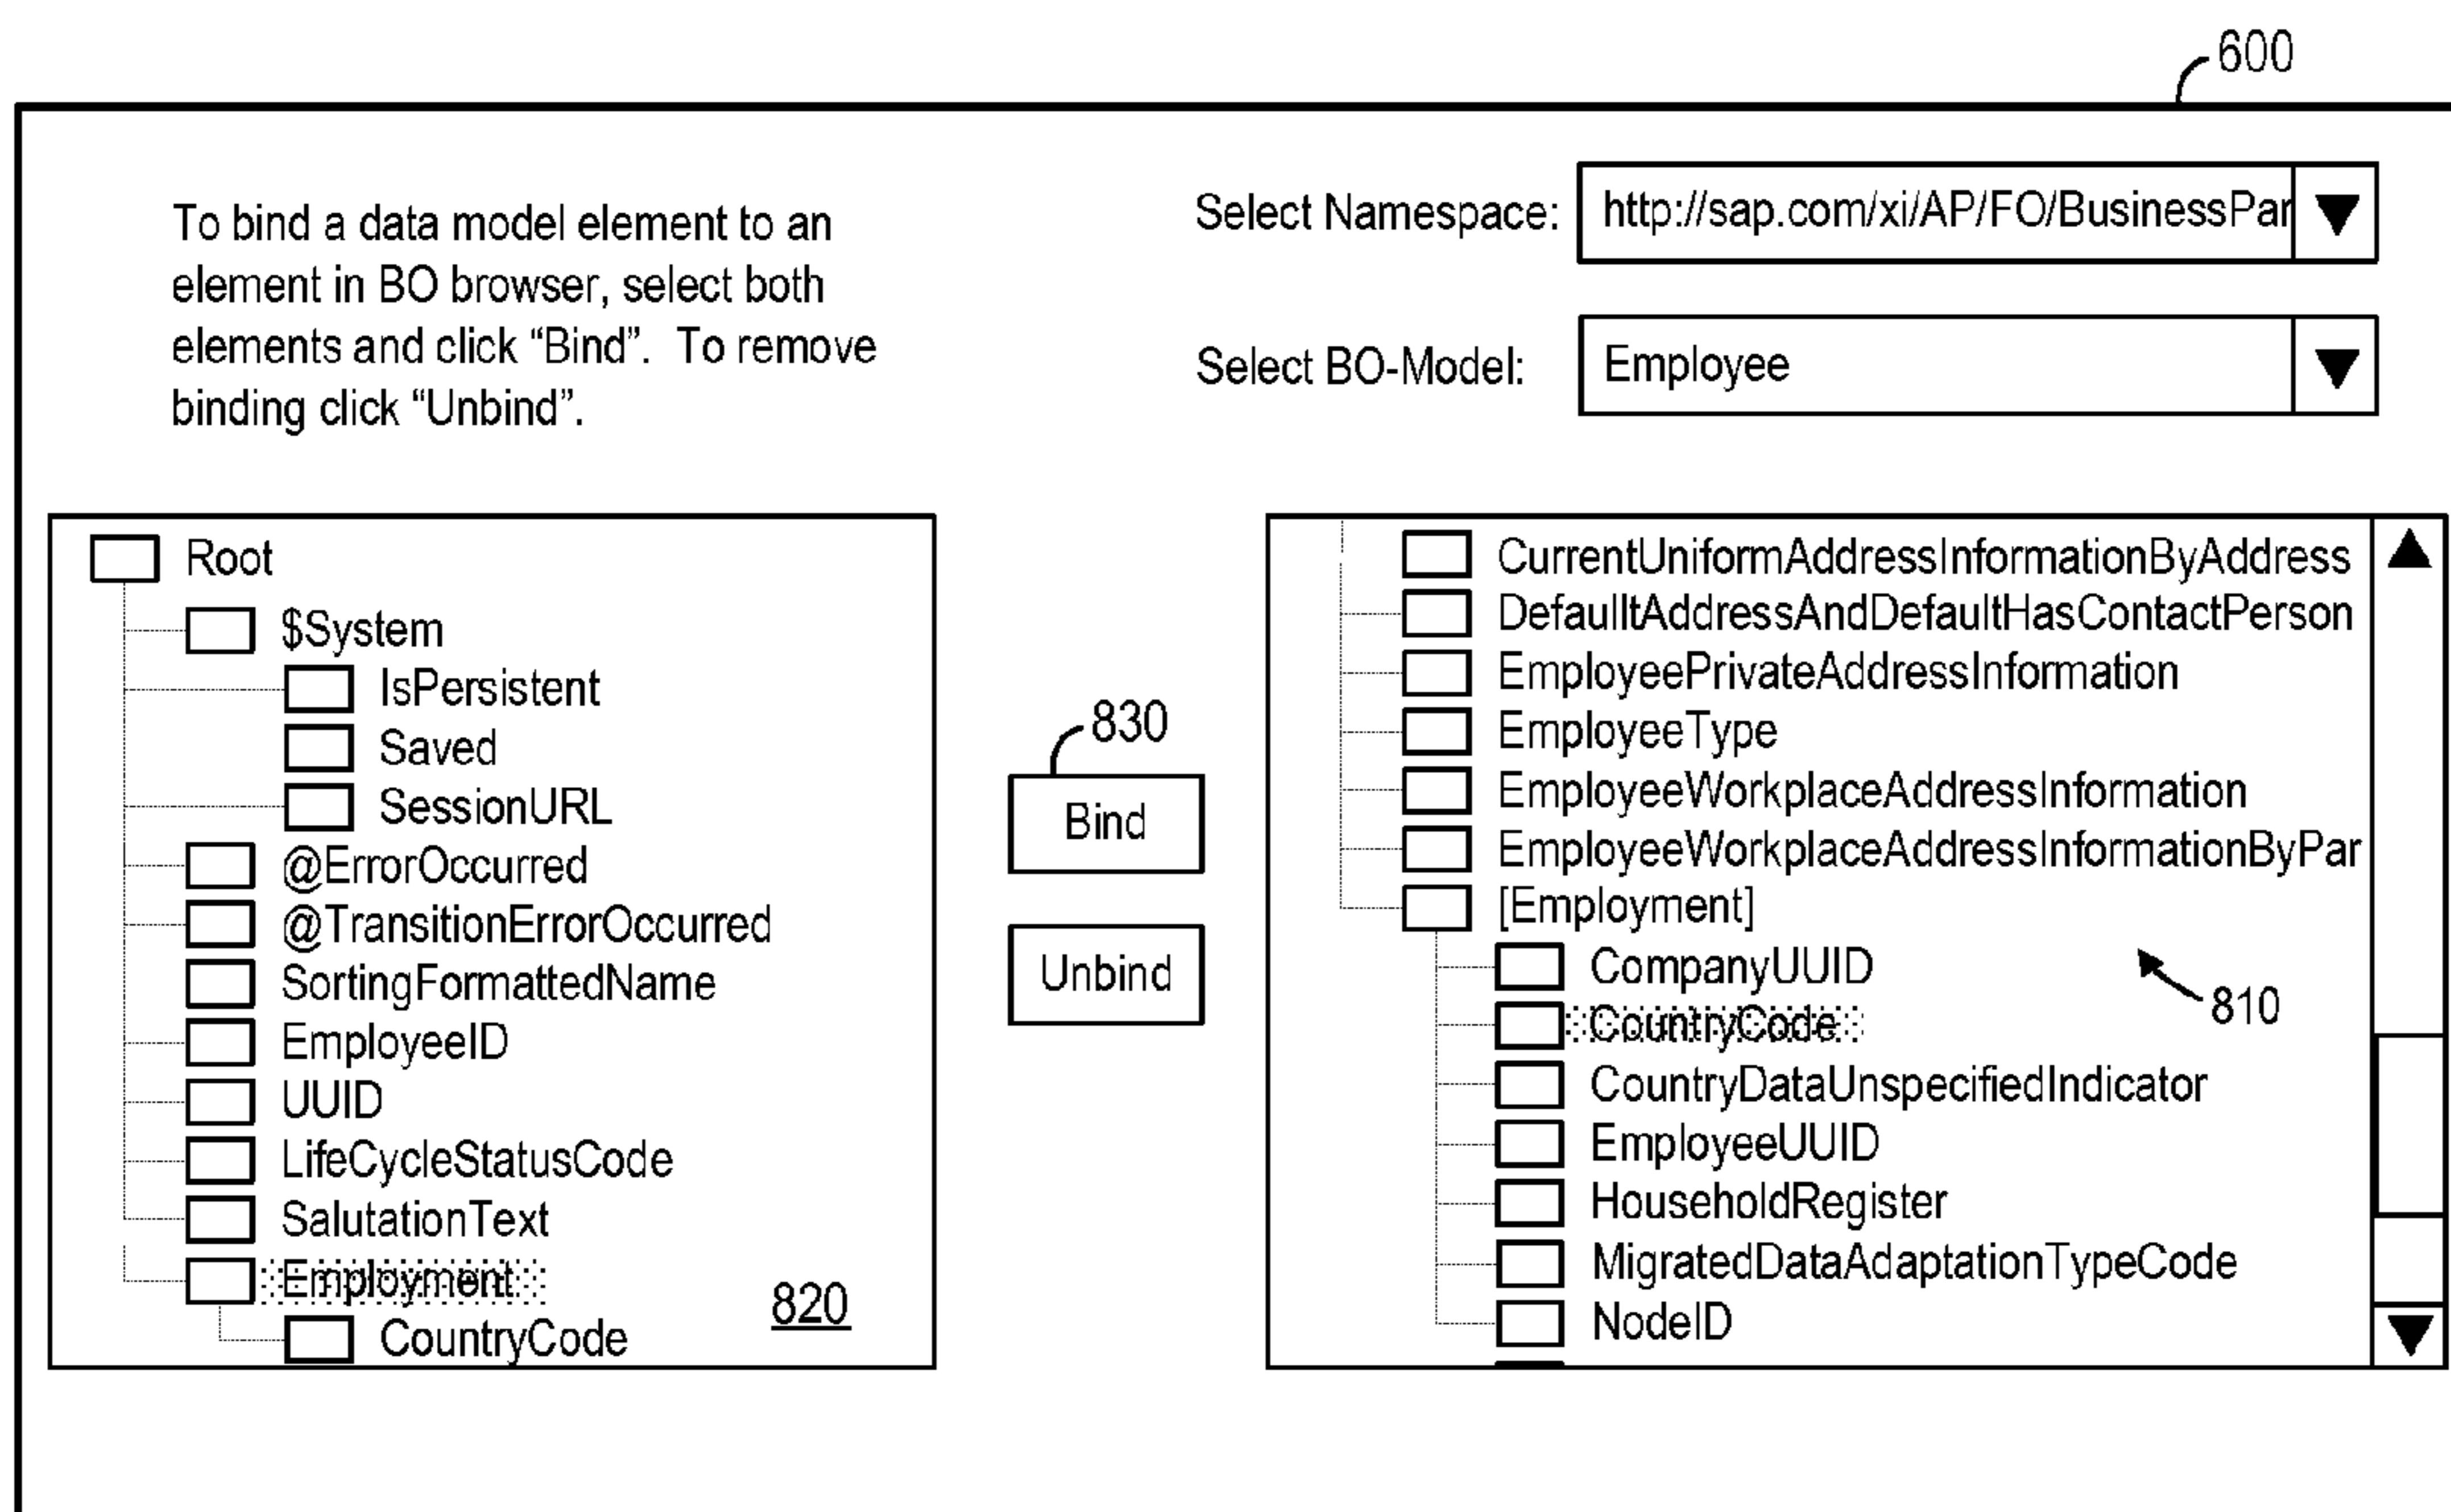 600
To bind a data model element to an
element in BO browser, select both
elements and click “Bind”. To remove
binding click “Unbind”.
Select Namespace:
http://sap.com/xi/AP/FO/BusinessPar
Select BO-Model:
Employee
Root
$System
IsPersistent
Saved
SessionURL
@ErrorOccurred
@TransitionErrorOccurred
SortingFormattedName
EmployeeID
UUID
LifeCycleStatusCode
SalutationText
Employment
CountryCode
820
830
Bind
Unbind
CurrentUniformAddressInformationByAddress
DefaulltAddressAndDefaultHasContactPerson
EmployeePrivateAddressInformation
EmployeeType
EmployeeWorkplaceAddressInformation
EmployeeWorkplaceAddressInformationByPar
[Employment]
CompanyUUID
CountryCode
CountryDataUnspecifiedIndicator
EmployeeUUID
HouseholdRegister
MigratedDataAdaptationTypeCode
NodeID
810